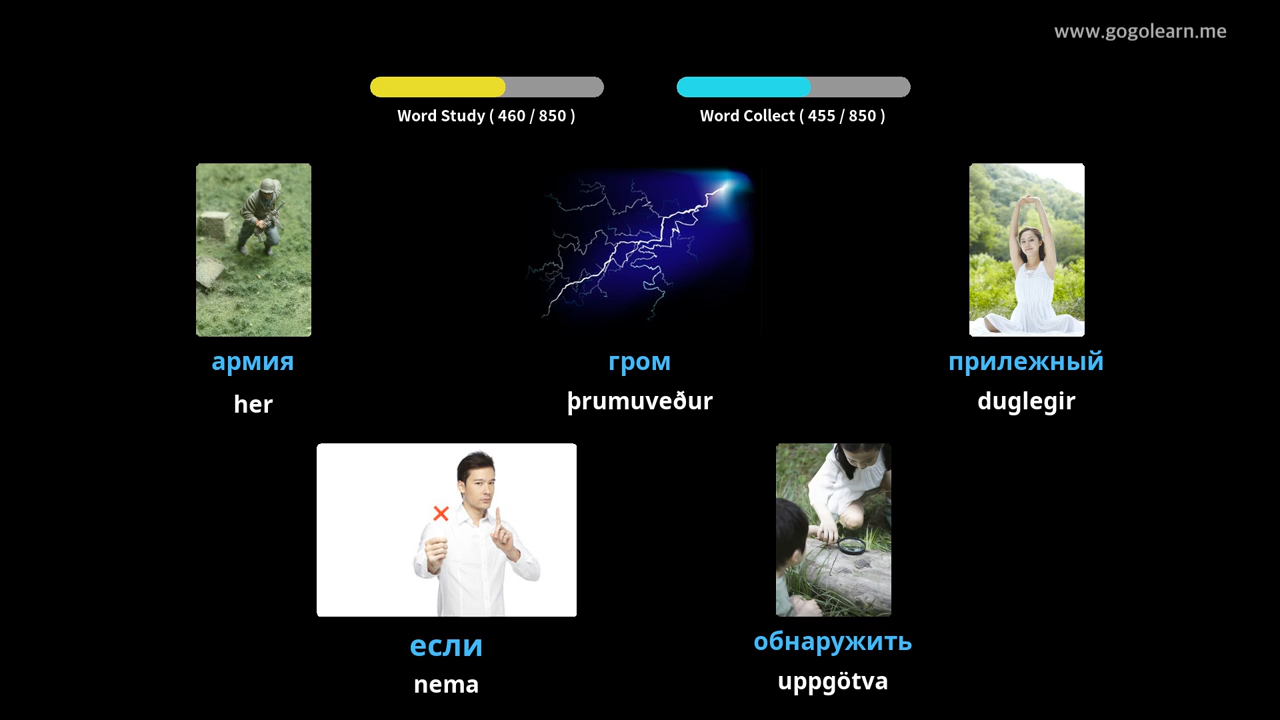 www.gogolearn.me
Word Study ( 460 / 850 )
Word Collect ( 455 / 850 )
армия
her
гром
þrumuveður
прилежный
duglegir
если
nema
обнаружить
uppgötva